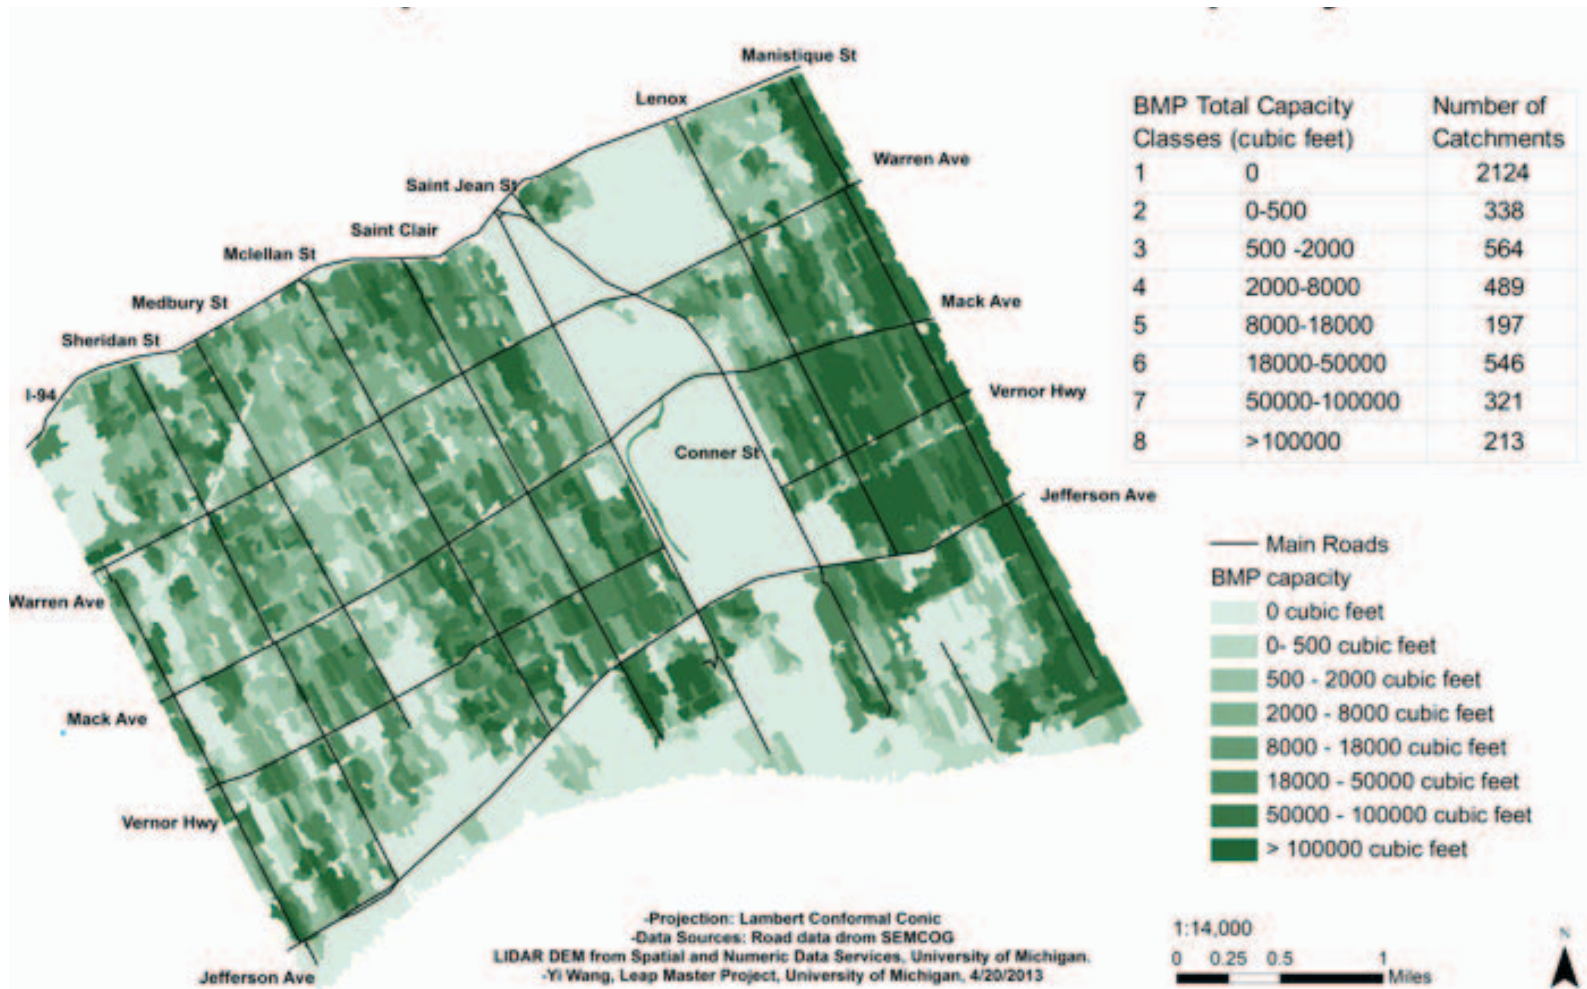 Manistique St
Lenox
Warren Ave
Saint Jean St
Saint Clair
Mclellan St
Medbury St
Sheridan St
I-94
Mack Ave
Vernor Hwy
Conner St
Jefferson Ave
Warren Ave
Mack Ave
Vernor Hwy
Jefferson Ave
BMP Total Capacity Number of
Classes (cubic feet) Catchments
1 0 2124
2 0-500 338
3 500 -2000 564
4 2000-8000 489
5 8000-18000 197
6 18000-50000 546
7 50000-100000 321
8 >100000 213
Main Roads
BMP capacity
0 cubic feet
0- 500 cubic feet
500 - 2000 cubic feet
2000 - 8000 cubic feet
8000 - 18000 cubic feet
18000 - 50000 cubic feet
50000 - 100000 cubic feet
> 100000 cubic feet
-Projection: Lambert Conformal Conic
-Data Sources: Road data drom SEMCOG
LIDAR DEM from Spatial and Numeric Data Services, University of Michigan.
-Yi Wang, Leap Master Project, University of Michigan, 4/20/2013
1:14,000
0 0.25 0.5 1
Miles
N